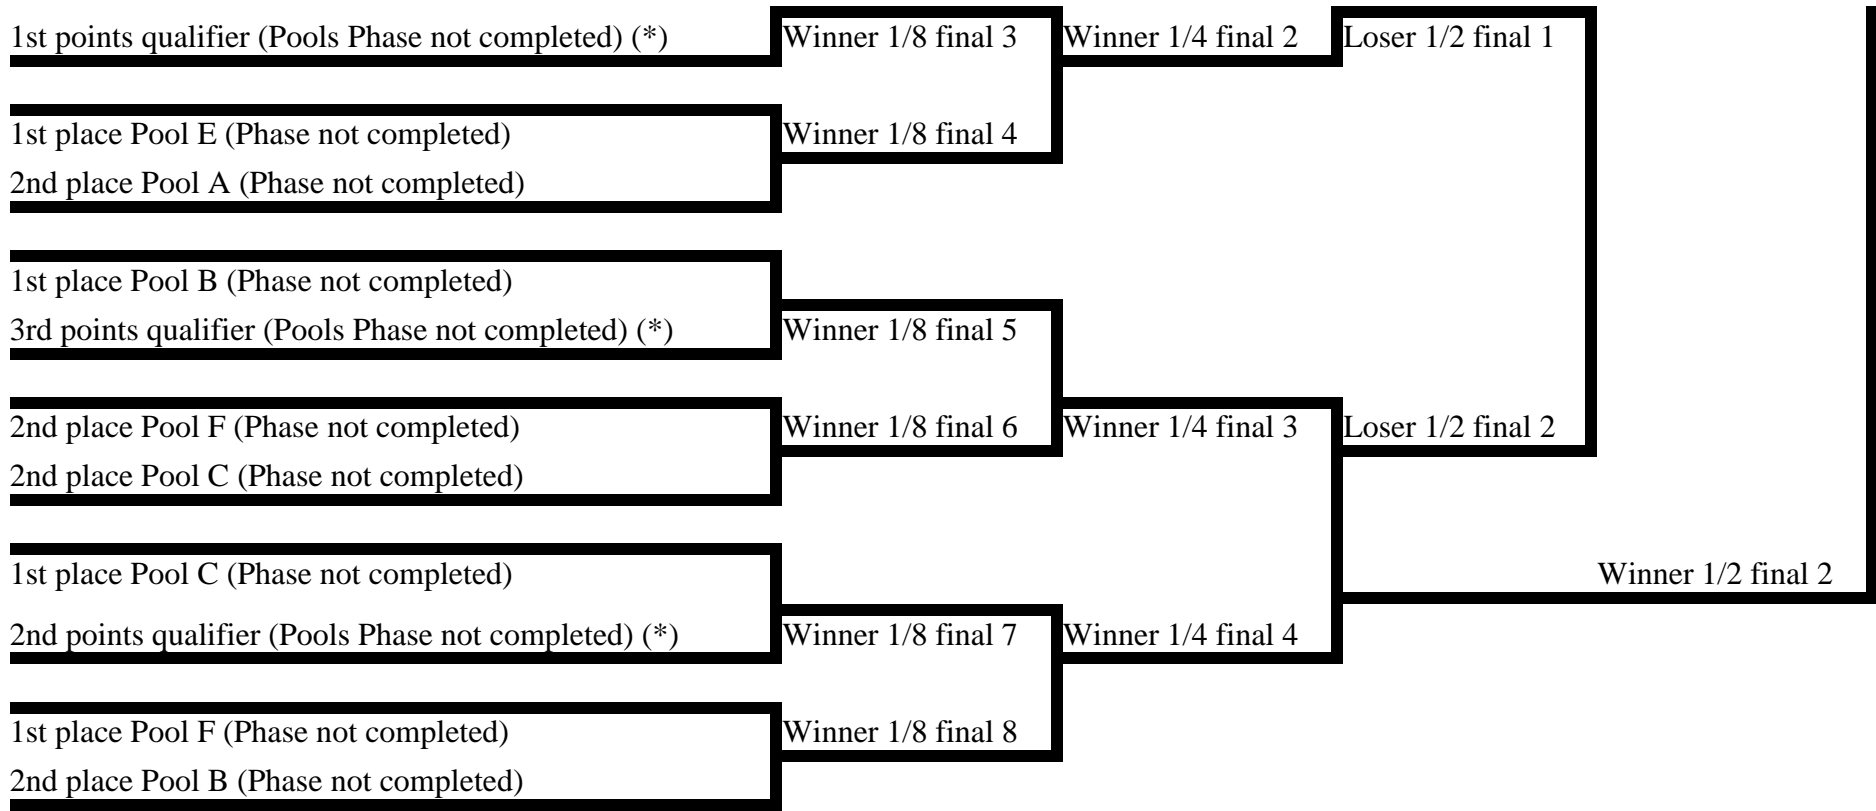 1st points qualifier (Pools Phase not completed) (*)
Winner 1/8 final 3
Winner 1/4 final 2
Loser 1/2 final 1
1st place Pool E (Phase not completed)
Winner 1/8 final 4
2nd place Pool A (Phase not completed)
1st place Pool B (Phase not completed)
3rd points qualifier (Pools Phase not completed) (*)
Winner 1/8 final 5
2nd place Pool F (Phase not completed)
Winner 1/8 final 6
Winner 1/4 final 3
Loser 1/2 final 2
2nd place Pool C (Phase not completed)
1st place Pool C (Phase not completed)
Winner 1/2 final 2
2nd points qualifier (Pools Phase not completed) (*)
Winner 1/8 final 7
Winner 1/4 final 4
1st place Pool F (Phase not completed)
Winner 1/8 final 8
2nd place Pool B (Phase not completed)